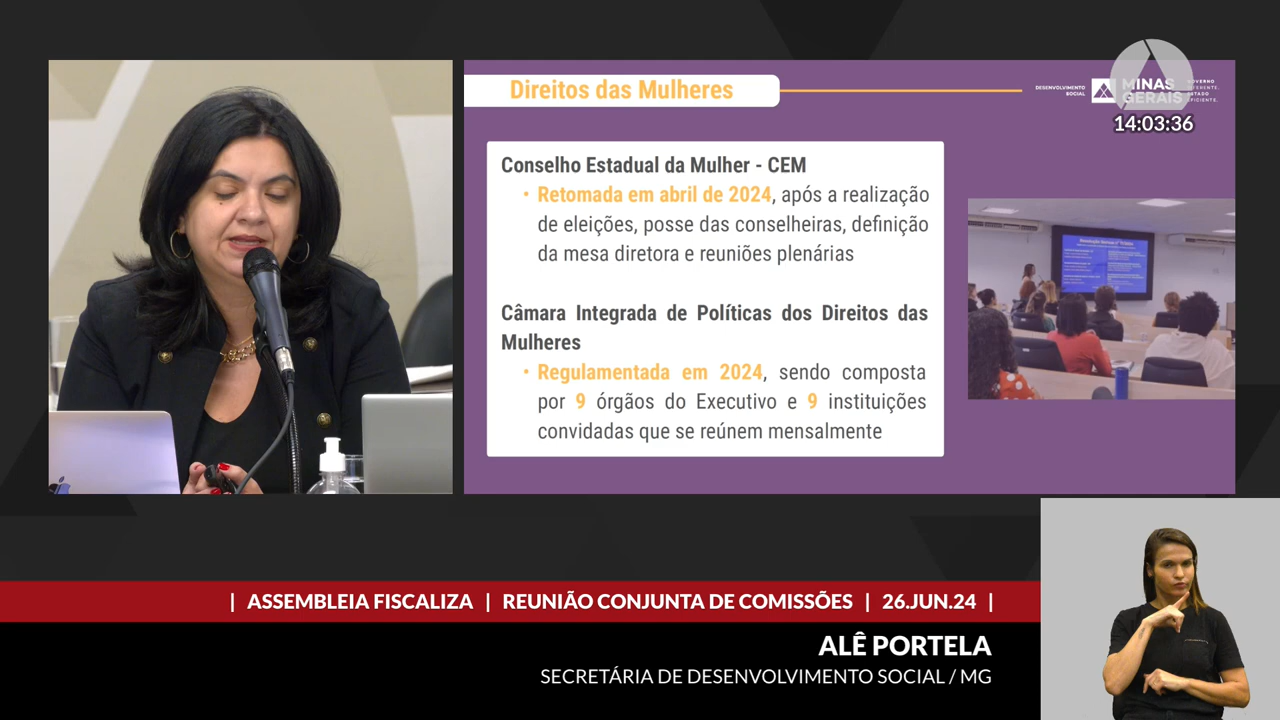 Direitos das Mulheres
DESENVOLVIMENTO
SOCIAL
MINAS
GERAIS
14:03:36
Conselho Estadual da Mulher - CEM
• Retomada em abril de 2024, após a realização
de eleições, posse das conselheiras, definição
da mesa diretora e reuniões plenárias
Câmara Integrada de Políticas dos Direitos das
Mulheres
• Regulamentada em 2024, sendo composta
por 9 órgãos do Executivo e 9 instituições
convidadas que se reúnem mensalmente
| ASSEMBLEIA FISCALIZA | REUNIÃO CONJUNTA DE COMISSÕES | 26.JUN.24 |
ALÊ PORTELA
SECRETÁRIA DE DESENVOLVIMENTO SOCIAL / MG